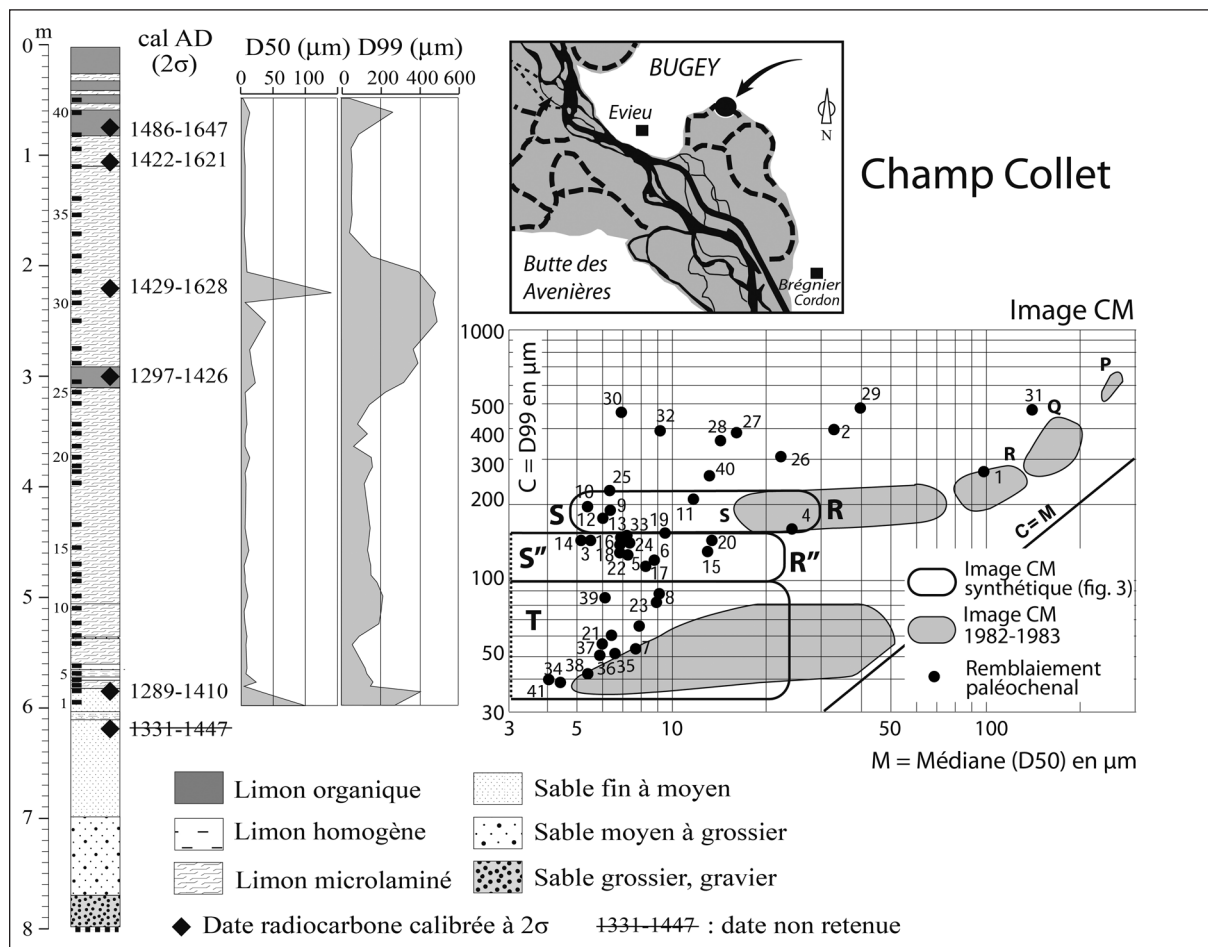 m
cal AD
(2σ)
D50 (µm)
D99 (µm)
0
50
100
0
200
400
600
0
1
2
3
4
5
6
7
8
40
35
30
25
20
15
10
5
1
1486-1647
1422-1621
1429-1628
1297-1426
1289-1410
1331-1447
BUGEY
Evieu
N
Butte des
Avenières
Brégnier
Cordon
Champ Collet
Image CM
C = D99 en µm
1000
500
400
300
200
100
50
30
3
5
10
50
100
M = Médiane (D50) en µm
P
Q
R
S
C = M
S
R
S’’
R’’
T
30
32
28
27
29
2
31
26
40
1
25
10
9
11
12
13
33
19
4
14
3
16
18
24
22
5
6
17
20
15
39
23
8
21
37
7
36
35
38
34
41
Image CM
synthétique (fig. 3)
Image CM
1982-1983
Remblaiement
paléochenal
Limon organique
Sable fin à moyen
Limon homogène
Sable moyen à grossier
Limon microlaminé
Sable grossier, gravier
Date radiocarbone calibrée à 2σ
1331-1447 : date non retenue